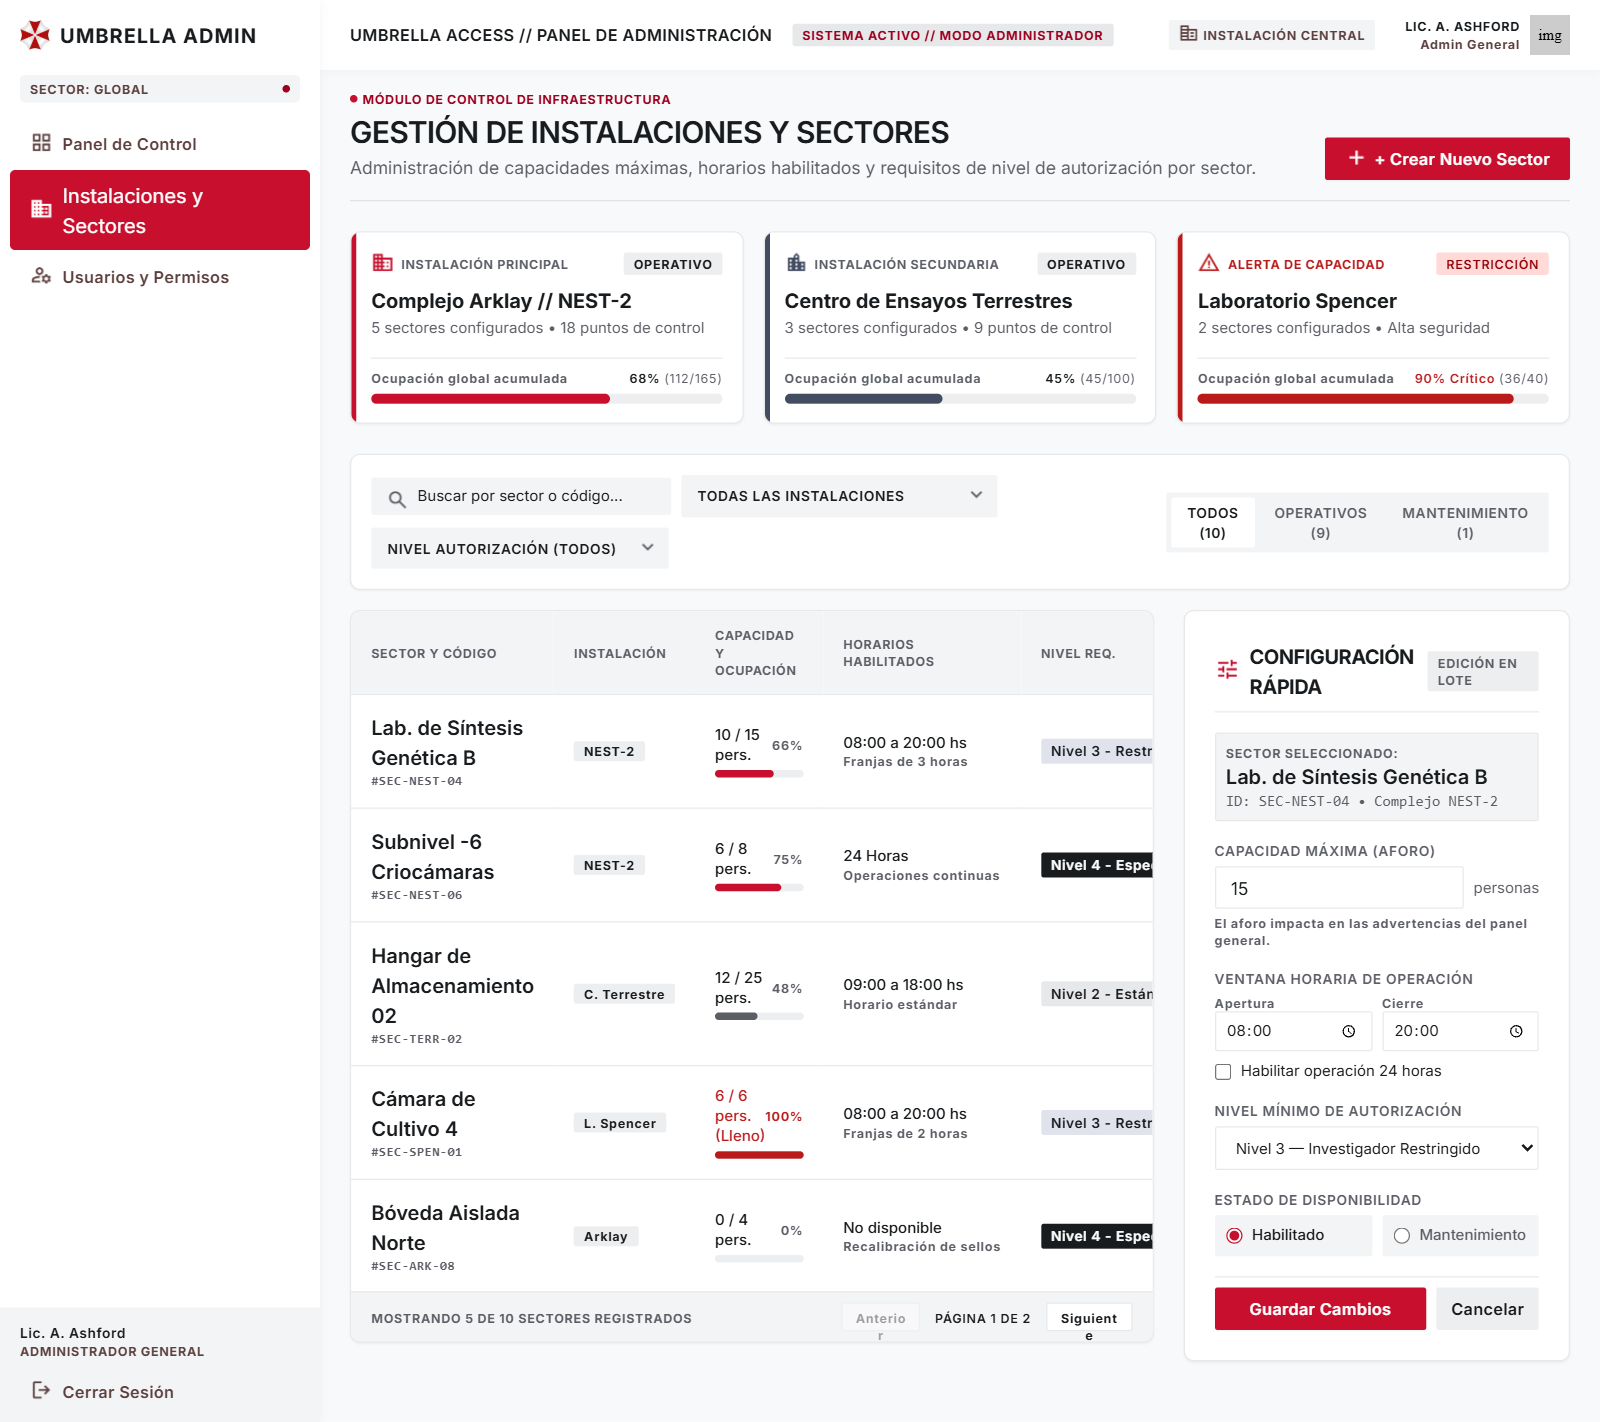 UMBRELLA ADMIN
SECTOR: GLOBAL
Panel de Control
Instalaciones y
Sectores
Usuarios y Permisos
Lic. A. Ashford
ADMINISTRADOR GENERAL
Cerrar Sesión
UMBRELLA ACCESS // PANEL DE ADMINISTRACIÓN
SISTEMA ACTIVO // MODO ADMINISTRADOR
INSTALACIÓN CENTRAL
LIC. A. ASHFORD
Admin General
img
MÓDULO DE CONTROL DE INFRAESTRUCTURA
GESTIÓN DE INSTALACIONES Y SECTORES
Administración de capacidades máximas, horarios habilitados y requisitos de nivel de autorización por sector.
+ Crear Nuevo Sector
INSTALACIÓN PRINCIPAL
OPERATIVO
Complejo Arklay // NEST-2
5 sectores configurados • 18 puntos de control
Ocupación global acumulada
68% (112/165)
INSTALACIÓN SECUNDARIA
OPERATIVO
Centro de Ensayos Terrestres
3 sectores configurados • 9 puntos de control
Ocupación global acumulada
45% (45/100)
ALERTA DE CAPACIDAD
RESTRICCIÓN
Laboratorio Spencer
2 sectores configurados • Alta seguridad
Ocupación global acumulada
90% Crítico (36/40)
Buscar por sector o código...
TODAS LAS INSTALACIONES
NIVEL AUTORIZACIÓN (TODOS)
TODOS
(10)
OPERATIVOS
(9)
MANTENIMIENTO
(1)
SECTOR Y CÓDIGO
INSTALACIÓN
CAPACIDAD
Y
OCUPACIÓN
HORARIOS
HABILITADOS
NIVEL REQ.
Lab. de Síntesis
Genética B
#SEC-NEST-04
NEST-2
10 / 15
pers.
66%
08:00 a 20:00 hs
Franjas de 3 horas
Nivel 3 - Restr
Subnivel -6
Criocámaras
#SEC-NEST-06
NEST-2
6 / 8
pers.
75%
24 Horas
Operaciones continuas
Nivel 4 - Espe
Hangar de
Almacenamiento
02
#SEC-TERR-02
C. Terrestre
12 / 25
pers.
48%
09:00 a 18:00 hs
Horario estándar
Nivel 2 - Están
Cámara de
Cultivo 4
#SEC-SPEN-01
L. Spencer
6 / 6
pers.
(Lleno)
100%
08:00 a 20:00 hs
Franjas de 2 horas
Nivel 3 - Restr
Bóveda Aislada
Norte
#SEC-ARK-08
Arklay
0 / 4
pers.
0%
No disponible
Recalibración de sellos
Nivel 4 - Espe
MOSTRANDO 5 DE 10 SECTORES REGISTRADOS
Anterio
r
PÁGINA 1 DE 2
Siguient
e
CONFIGURACIÓN
RÁPIDA
EDICIÓN EN
LOTE
SECTOR SELECCIONADO:
Lab. de Síntesis Genética B
ID: SEC-NEST-04 • Complejo NEST-2
CAPACIDAD MÁXIMA (AFORO)
15
personas
El aforo impacta en las advertencias del panel
general.
VENTANA HORARIA DE OPERACIÓN
Apertura
Cierre
08:00
20:00
Habilitar operación 24 horas
NIVEL MÍNIMO DE AUTORIZACIÓN
Nivel 3 — Investigador Restringido
ESTADO DE DISPONIBILIDAD
Habilitado
Mantenimiento
Guardar Cambios
Cancelar